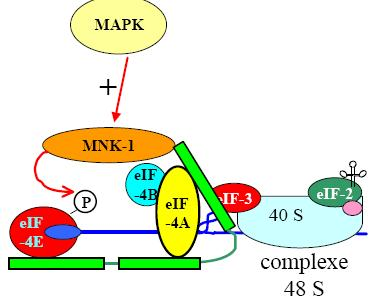 MAPK
+
MNK-1
eIF
-4B
eIF
-4A
P
eIF
-4E
eIF-3
40 S
eIF-2
complexe
48 S